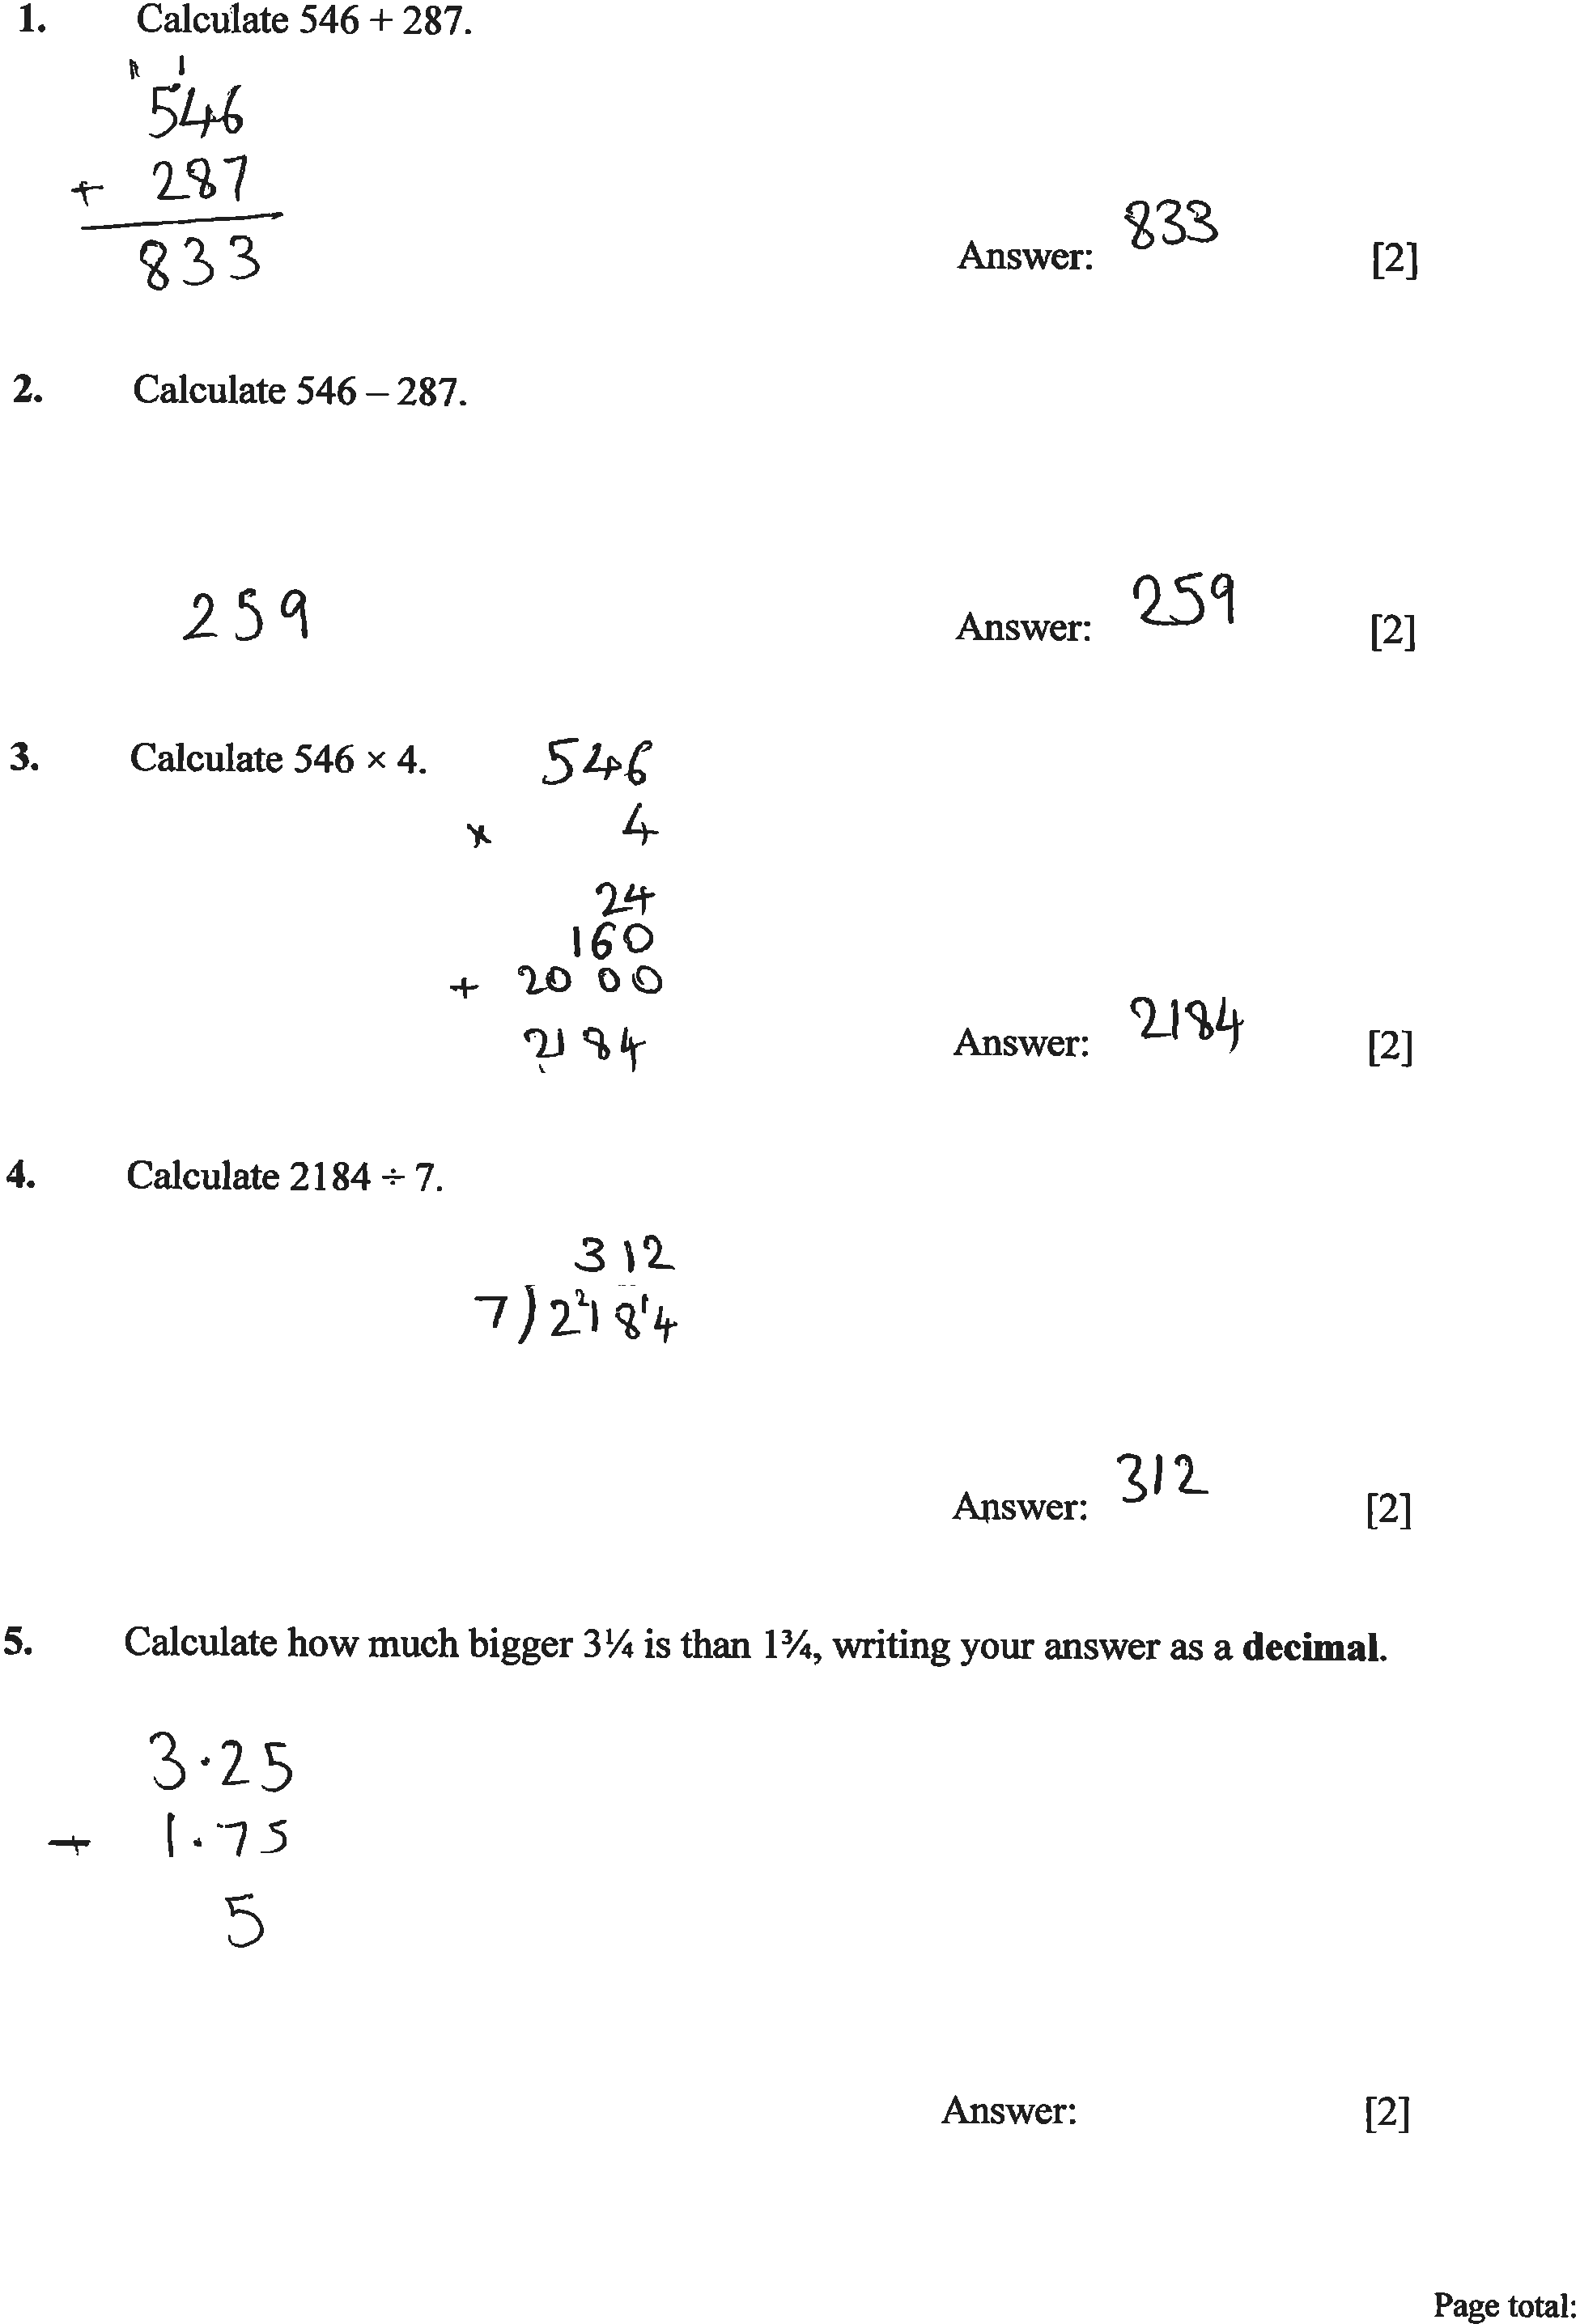 1. Calculate 546 + 287.
1 1
546
+ 287
833
Answer: 833 [2]
2. Calculate 546 – 287.
259
Answer: 259 [2]
3. Calculate 546 × 4.
546
× 4
24
160
+ 2000
2184
Answer: 2184 [2]
4. Calculate 2184 ÷ 7.
312
7)2²18¹4
Answer: 312 [2]
5. Calculate how much bigger 3¼ is than 1¾, writing your answer as a decimal.
3.25
+ 1.75
5
Answer: [2]
Page total: